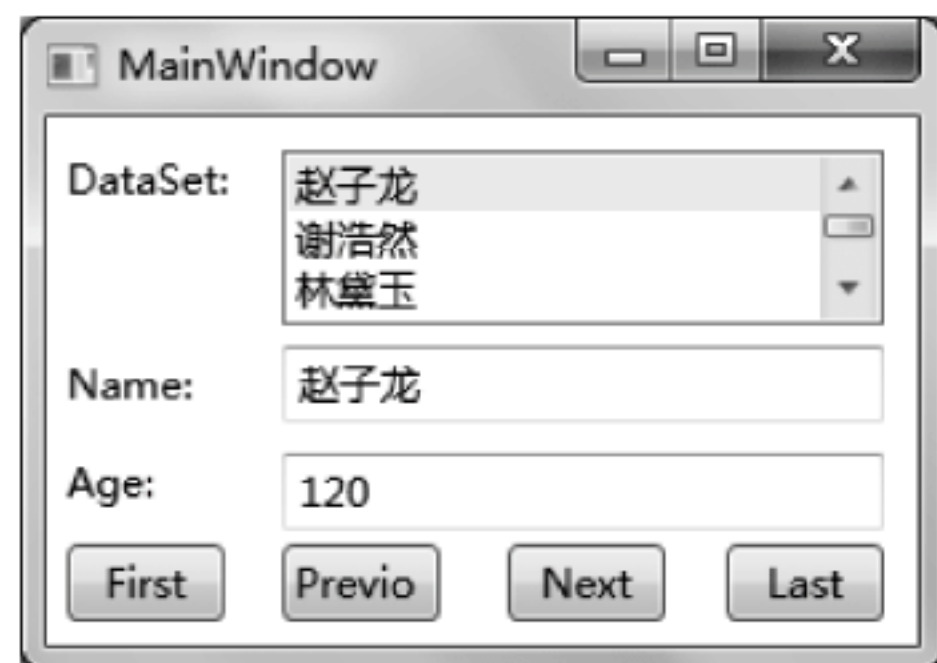 MainWindow
DataSet:
赵子龙
谢浩然
林黛玉
Name:
赵子龙
Age:
120
First
Previo
Next
Last